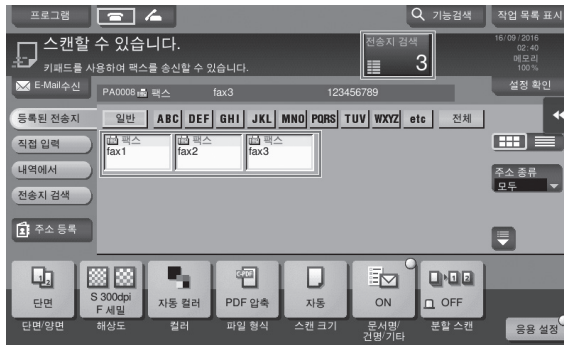 프로그램
기능검색
작업 목록 표시
스캔할 수 있습니다.
키패드를 사용하여 팩스를 송신할 수 있습니다.
전송지 검색
3
16/09/2016
02:40
메모리
100%
E-Mail수신
PA0008 팩스 fax3 123456789
설정 확인
등록된 전송지
일반 ABC DEF GHI JKL MNO PQRS TUV WXYZ etc 전체
직접 입력
내역에서
전송지 검색
주소 등록
팩스
fax1
팩스
fax2
팩스
fax3
주소 종류
모두
단면
단면/양면
S 300dpi
F 세밀
해상도
자동 컬러
컬러
PDF 압축
파일 형식
자동
스캔 크기
ON
문서명/
건명/기타
OFF
분할 스캔
응용 설정